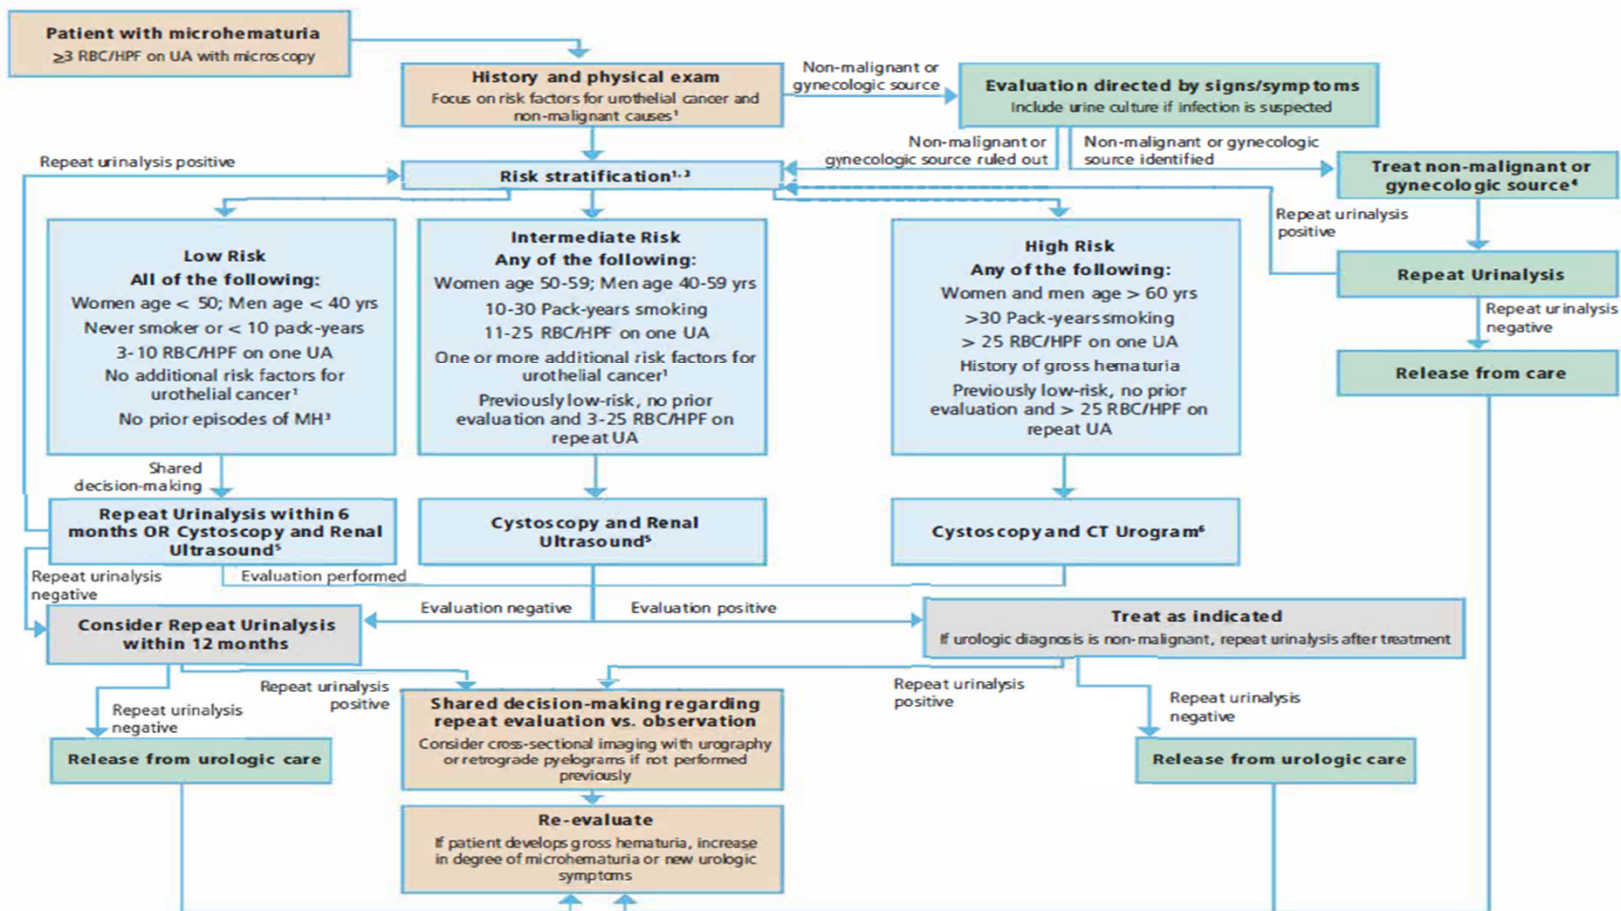 Patient with microhematuria
≥3 RBC/HPF on UA with microscopy
History and physical exam
Focus on risk factors for urothelial cancer and
non-malignant causes¹
Non-malignant or
gynecologic source
Evaluation directed by signs/symptoms
Include urine culture if infection is suspected
Non-malignant or
gynecologic source ruled out
Non-malignant or gynecologic
source identified
Treat non-malignant or
gynecologic source⁴
Repeat urinalysis positive
Risk stratification¹,³
Repeat urinalysis
positive
Repeat Urinalysis
Repeat urinalysis
negative
Release from care
Low Risk
All of the following:
Women age < 50; Men age < 40 yrs
Never smoker or < 10 pack-years
3-10 RBC/HPF on one UA
No additional risk factors for
urothelial cancer¹
No prior episodes of MH³
Intermediate Risk
Any of the following:
Women age 50-59; Men age 40-59 yrs
10-30 Pack-years smoking
11-25 RBC/HPF on one UA
One or more additional risk factors for
urothelial cancer¹
Previously low-risk, no prior
evaluation and 3-25 RBC/HPF on
repeat UA
High Risk
Any of the following:
Women and men age > 60 yrs
>30 Pack-years smoking
> 25 RBC/HPF on one UA
History of gross hematuria
Previously low-risk, no prior
evaluation and > 25 RBC/HPF on
repeat UA
Shared
decision-making
Repeat Urinalysis within 6
months OR Cystoscopy and Renal
Ultrasound⁵
Cystoscopy and Renal
Ultrasound⁵
Cystoscopy and CT Urogram⁶
Repeat urinalysis
negative
Evaluation performed
Evaluation negative
Evaluation positive
Consider Repeat Urinalysis
within 12 months
Treat as indicated
If urologic diagnosis is non-malignant, repeat urinalysis after treatment
Repeat urinalysis
positive
Repeat urinalysis
negative
Release from urologic care
Shared decision-making regarding
repeat evaluation vs. observation
Consider cross-sectional imaging with urography
or retrograde pyelograms if not performed
previously
Repeat urinalysis
positive
Repeat urinalysis
negative
Release from urologic care
Re-evaluate
If patient develops gross hematuria, increase
in degree of microhematuria or new urologic
symptoms